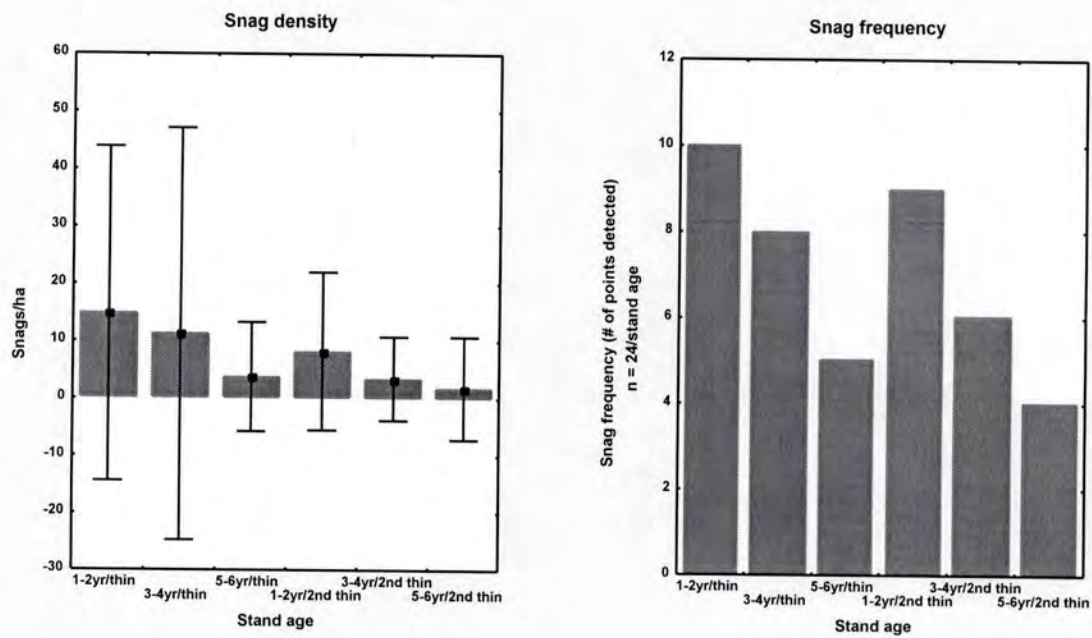 Snag density
60
50
40
30
20
10
0
-10
-20
-30
Snags/ha
1-2yr/thin
3-4yr/thin
5-6yr/thin
1-2yr/2nd thin
3-4yr/2nd thin
5-6yr/2nd thin
Stand age
Snag frequency
12
10
8
6
4
2
0
Snag frequency (# of points detected)
n = 24/stand age
1-2yr/thin
3-4yr/thin
5-6yr/thin
1-2yr/2nd thin
3-4yr/2nd thin
5-6yr/2nd thin
Stand age